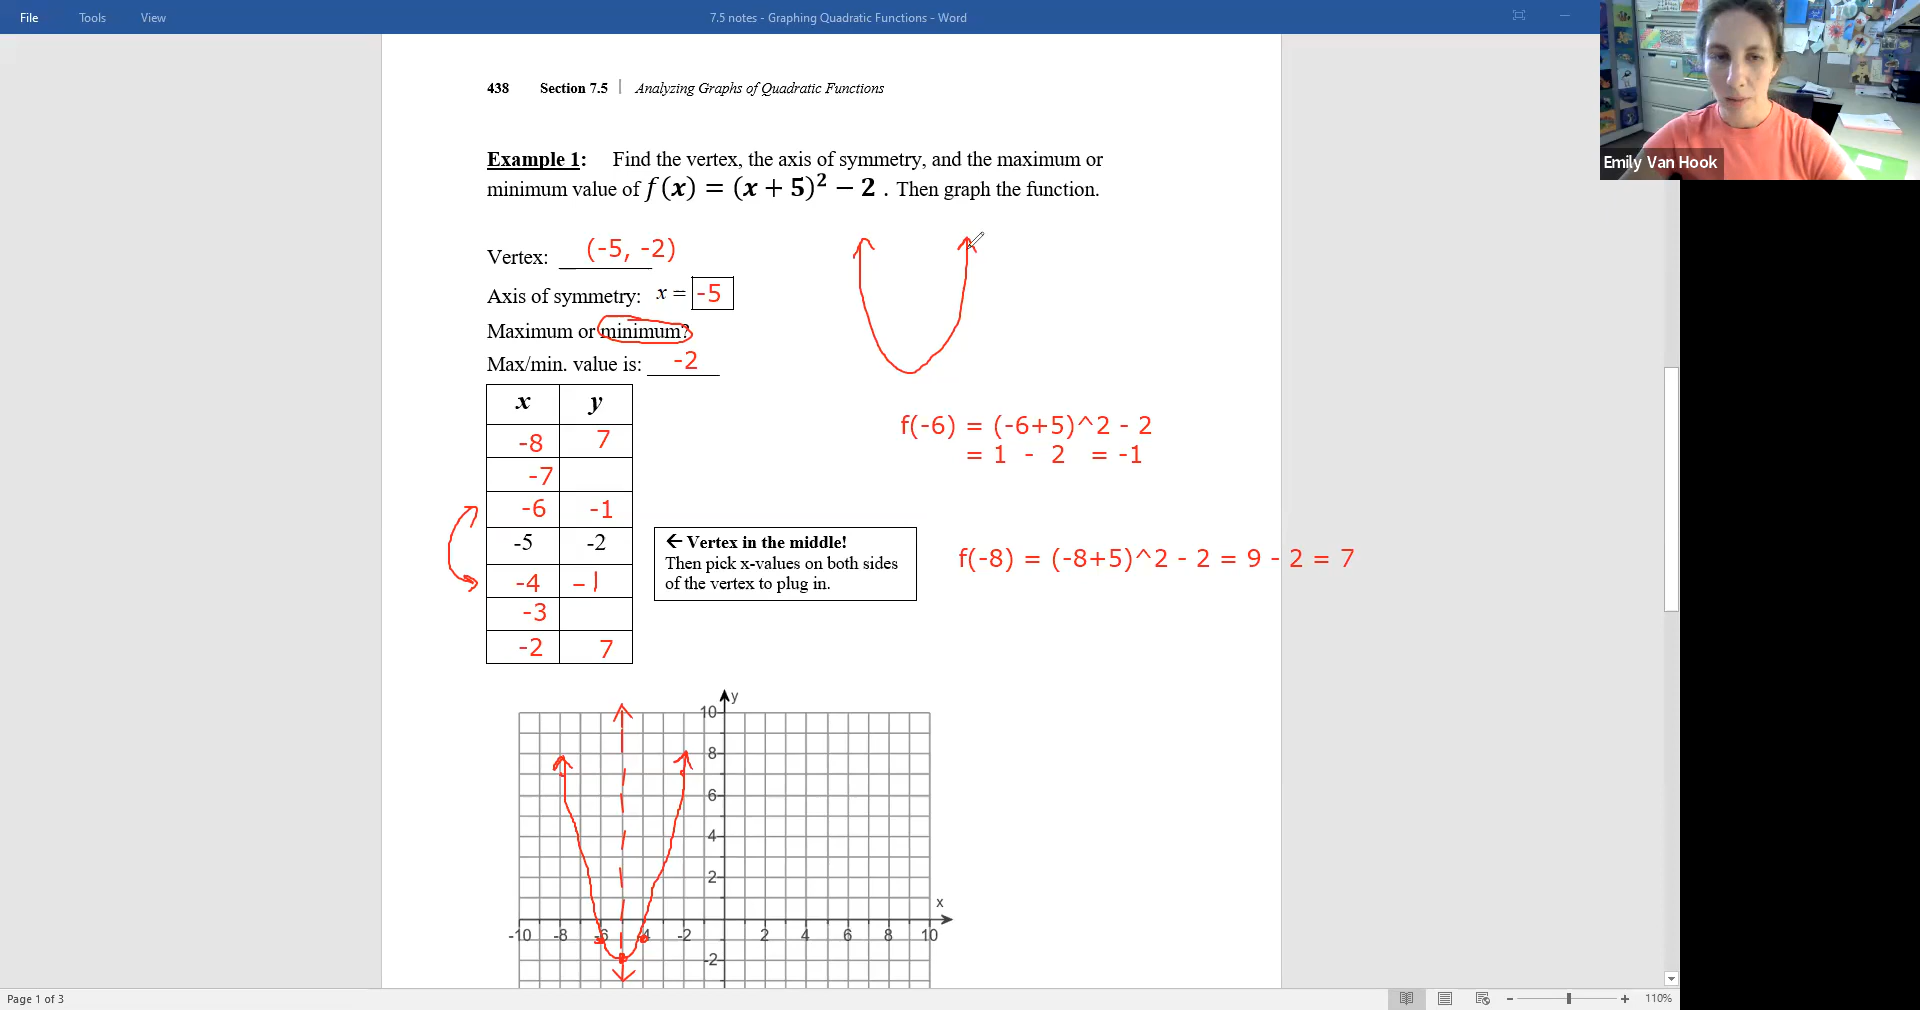 File Tools View 7.5 notes - Graphing Quadratic Functions - Word
Emily Van Hook
438 Section 7.5 | Analyzing Graphs of Quadratic Functions
Example 1: Find the vertex, the axis of symmetry, and the maximum or
minimum value of f(x) = (x + 5)² − 2 . Then graph the function.
Vertex: (-5, -2)
Axis of symmetry: x = -5
Maximum or minimum?
Max/min. value is: -2
x y
-8 7
-7
-6 -1
-5 -2
-4 -1
-3
-2 7
f(-6) = (-6+5)^2 - 2
= 1 - 2 = -1
← Vertex in the middle!
Then pick x-values on both sides
of the vertex to plug in.
f(-8) = (-8+5)^2 - 2 = 9 - 2 = 7
y
10
8
6
4
2
x
-10 -8 -6 -4 -2 2 4 6 8 10
-2
Page 1 of 3 110%